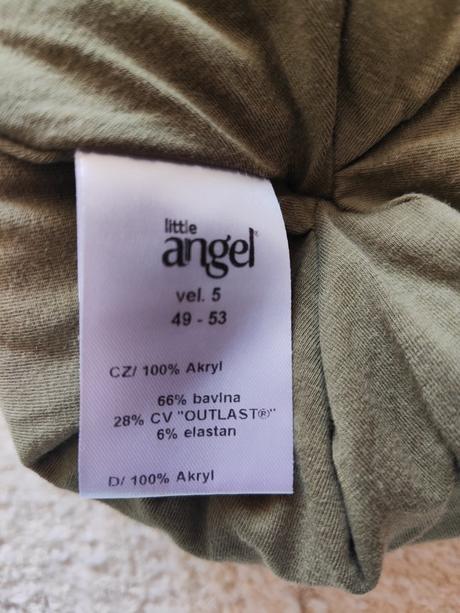 little
angel®
vel. 5
49 - 53
CZ/ 100% Akryl
66% bavlna
28% CV "OUTLAST®"
6% elastan
D/ 100% Akryl